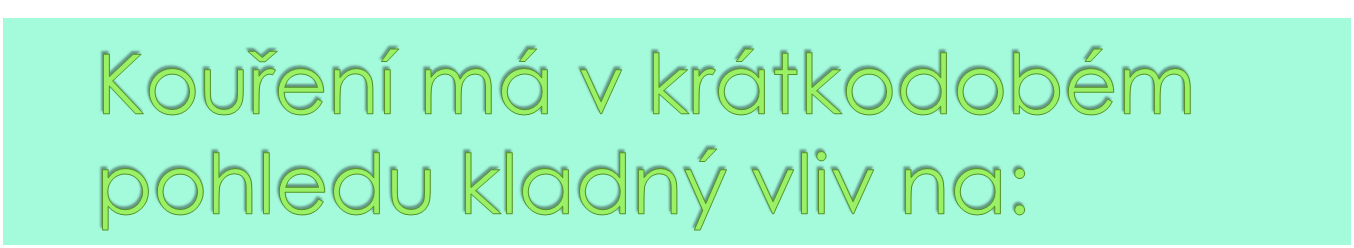 Kouření má v krátkodobém
pohledu kladný vliv na: